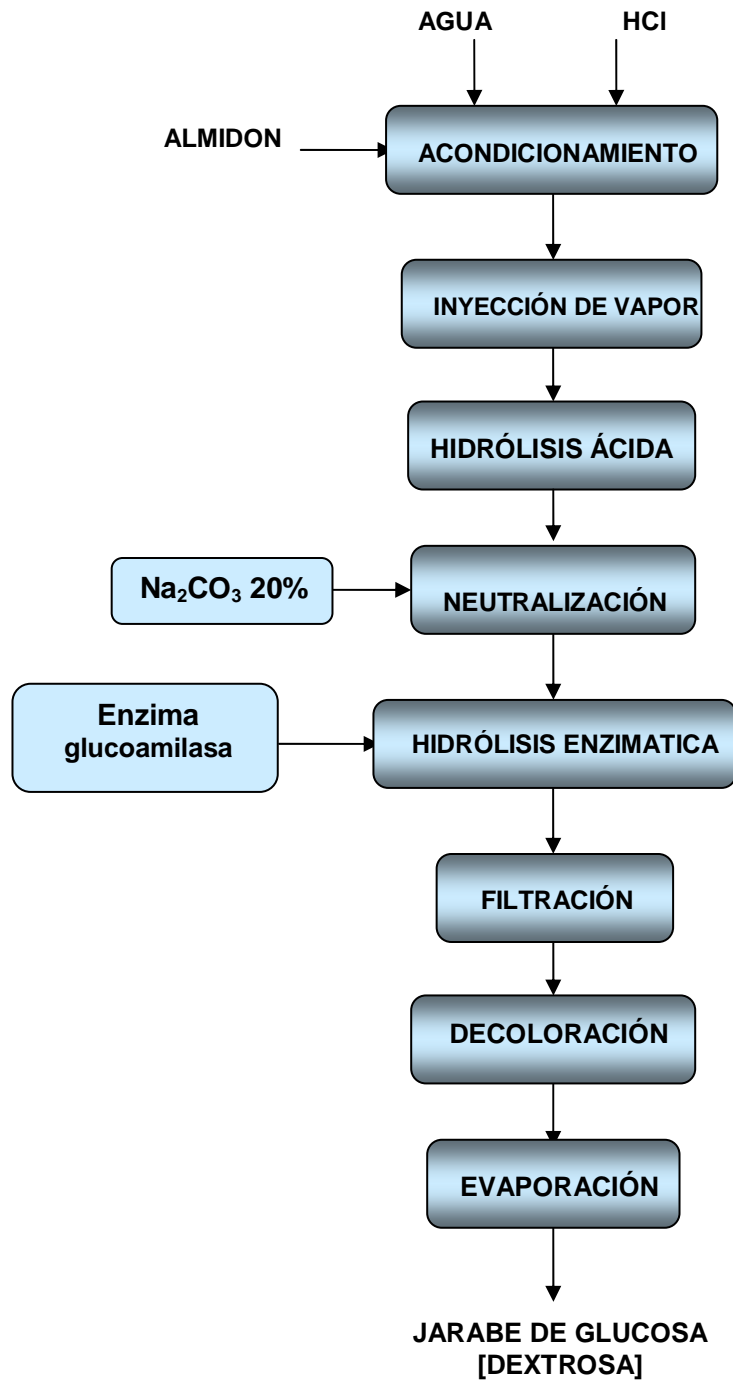 AGUA
HCl
ALMIDON
ACONDICIONAMIENTO
INYECCIÓN DE VAPOR
HIDRÓLISIS ÁCIDA
Na₂CO₃ 20%
NEUTRALIZACIÓN
Enzima
glucoamilasa
HIDRÓLISIS ENZIMATICA
FILTRACIÓN
DECOLORACIÓN
EVAPORACIÓN
JARABE DE GLUCOSA
[DEXTROSA]